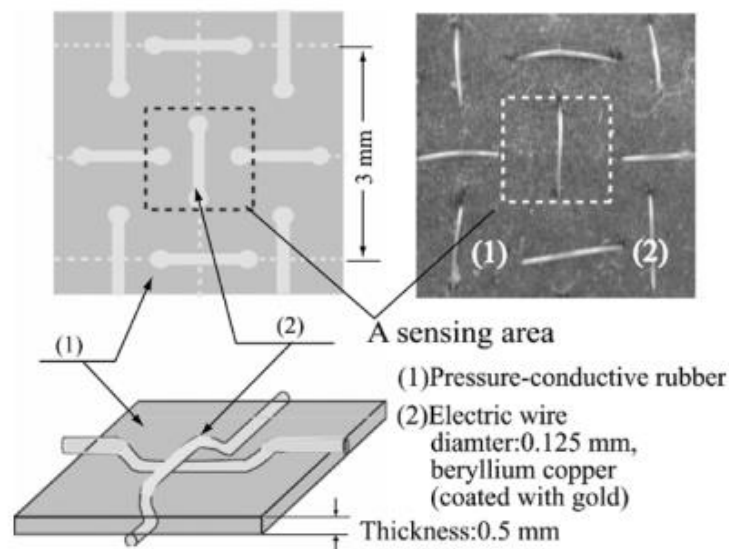 3 mm
(1)
(2)
(1)
(2)
A sensing area
(1)Pressure-conductive rubber
(2)Electric wire
diamter:0.125 mm,
beryllium copper
(coated with gold)
Thickness:0.5 mm